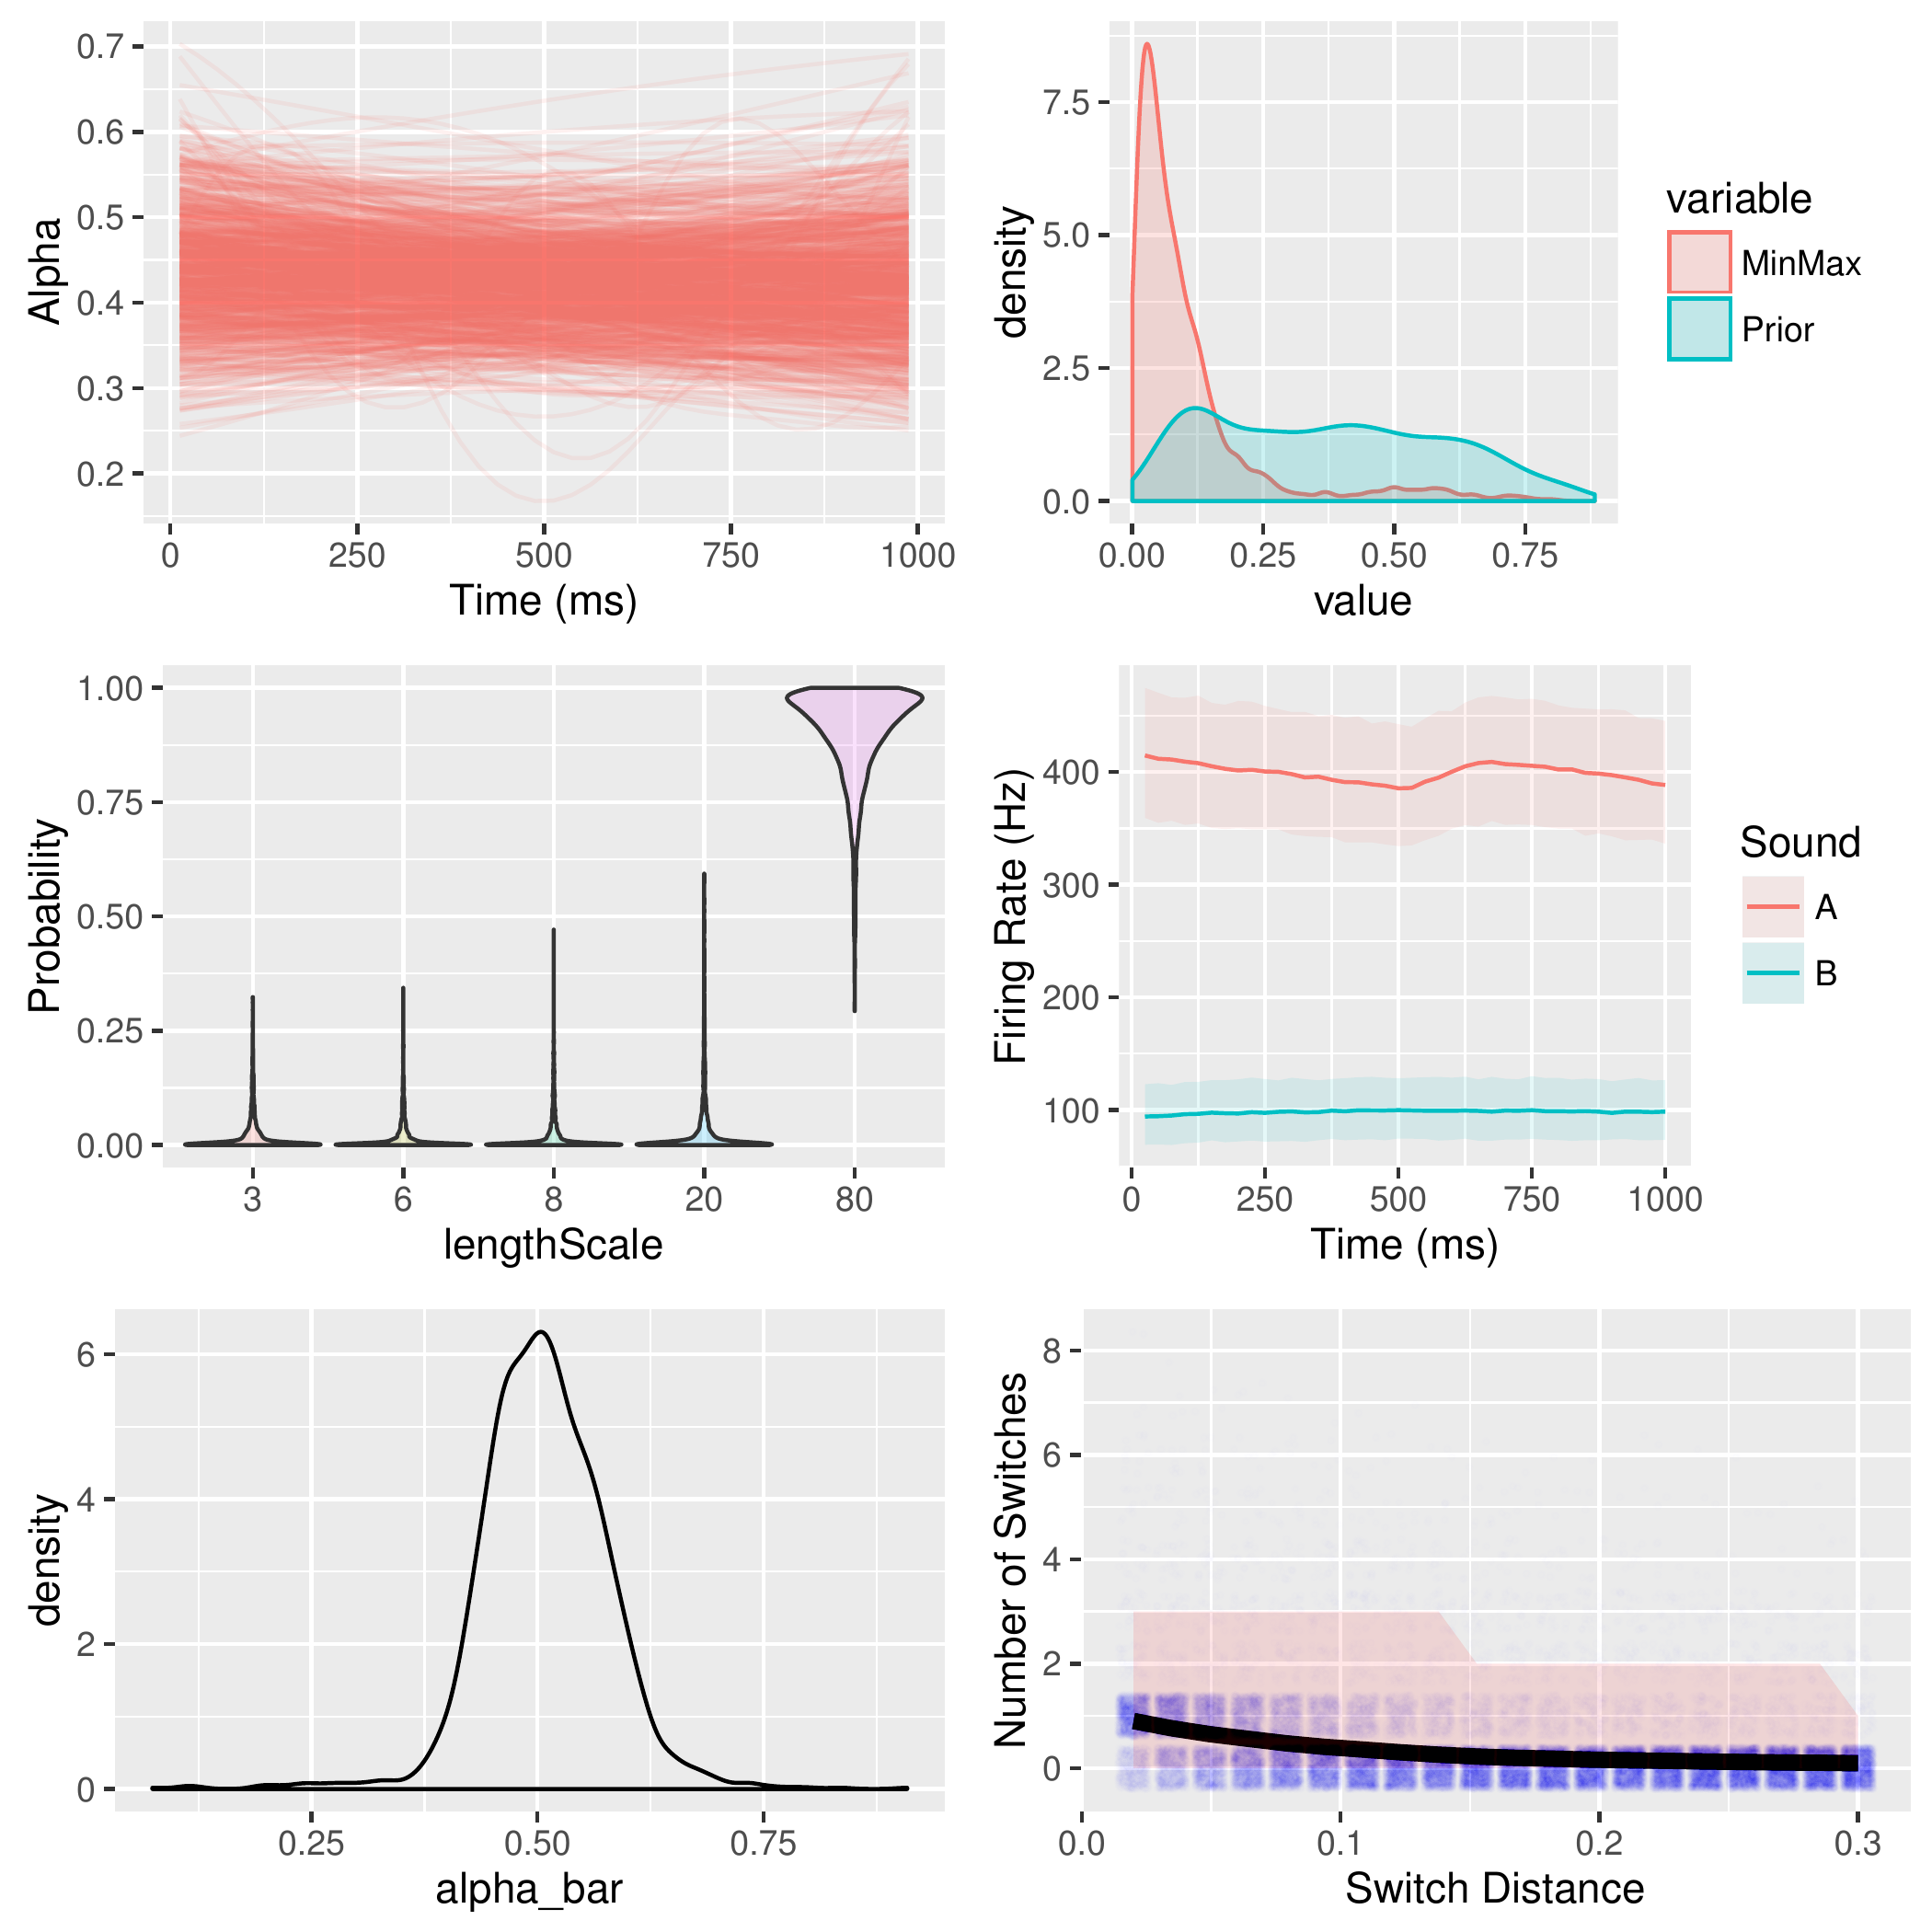 0.7
0.6
0.5
0.4
0.3
0.2
Alpha
0 250 500 750 1000
Time (ms)
7.5
5.0
2.5
0.0
density
0.00 0.25 0.50 0.75
value
variable
MinMax
Prior
1.00
0.75
0.50
0.25
0.00
Probability
3 6 8 20 80
lengthScale
400
300
200
100
Firing Rate (Hz)
0 250 500 750 1000
Time (ms)
Sound
A
B
6
4
2
0
density
0.25 0.50 0.75
alpha_bar
8
6
4
2
0
Number of Switches
0.0 0.1 0.2 0.3
Switch Distance